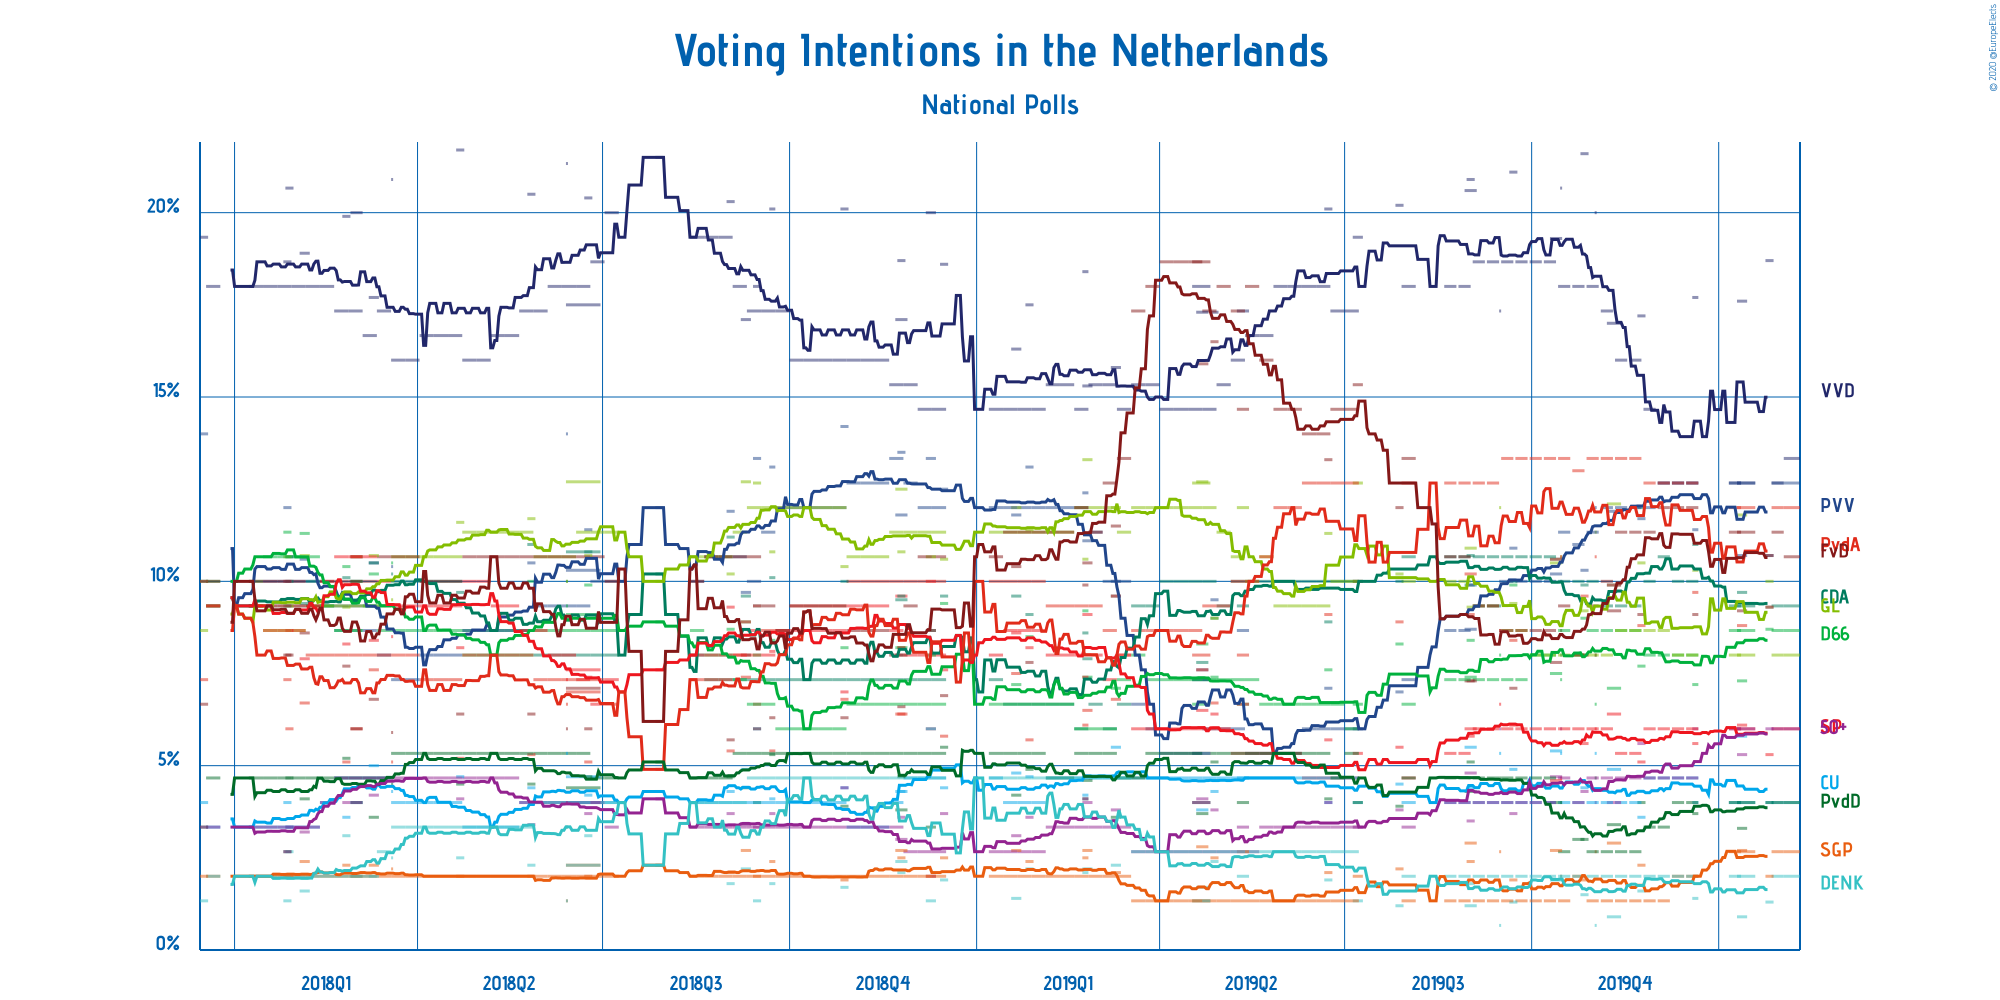 Voting Intentions in the Netherlands
National Polls
© 2020 @EuropeElects
20%
15%
10%
5%
0%
VVD
PVV
PvdA
FVD
CDA
GL
D66
50+
CU
PvdD
SGP
DENK
2018Q1
2018Q2
2018Q3
2018Q4
2019Q1
2019Q2
2019Q3
2019Q4